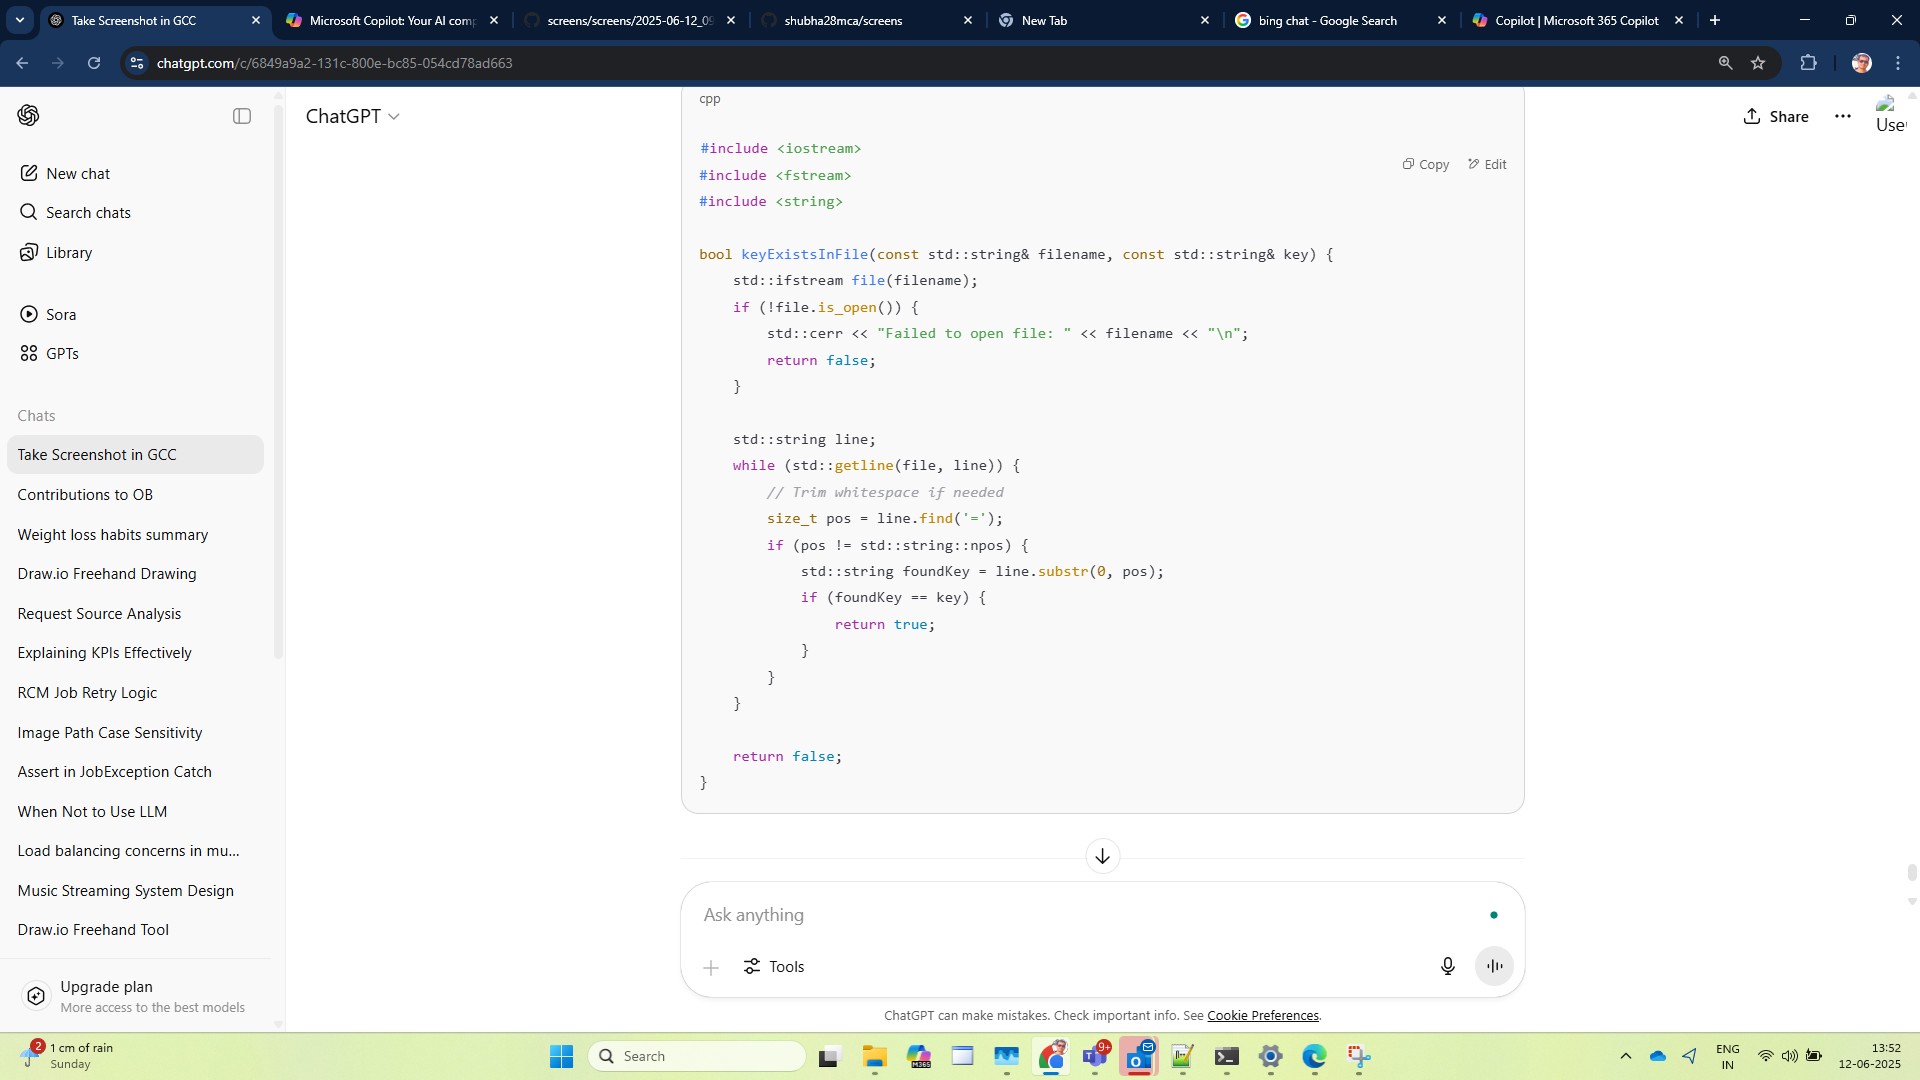 Take Screenshot in GCC
Microsoft Copilot: Your AI comp
screens/screens/2025-06-12_09
shubha28mca/screens
New Tab
bing chat - Google Search
Copilot | Microsoft 365 Copilot
chatgpt.com/c/6849a9a2-131c-800e-bc85-054cd78ad663
ChatGPT
Share
Use
New chat
Search chats
Library
Sora
GPTs
Chats
Take Screenshot in GCC
Contributions to OB
Weight loss habits summary
Draw.io Freehand Drawing
Request Source Analysis
Explaining KPIs Effectively
RCM Job Retry Logic
Image Path Case Sensitivity
Assert in JobException Catch
When Not to Use LLM
Load balancing concerns in mu...
Music Streaming System Design
Draw.io Freehand Tool
Upgrade plan
More access to the best models
cpp
Copy Edit
#include <iostream>
#include <fstream>
#include <string>
bool keyExistsInFile(const std::string& filename, const std::string& key) {
    std::ifstream file(filename);
    if (!file.is_open()) {
        std::cerr << "Failed to open file: " << filename << "\n";
        return false;
    }
    std::string line;
    while (std::getline(file, line)) {
        // Trim whitespace if needed
        size_t pos = line.find('=');
        if (pos != std::string::npos) {
            std::string foundKey = line.substr(0, pos);
            if (foundKey == key) {
                return true;
            }
        }
    }
    return false;
}
Ask anything
Tools
ChatGPT can make mistakes. Check important info. See Cookie Preferences.
2
1 cm of rain
Sunday
Search
M365
9+
ENG
IN
13:52
12-06-2025